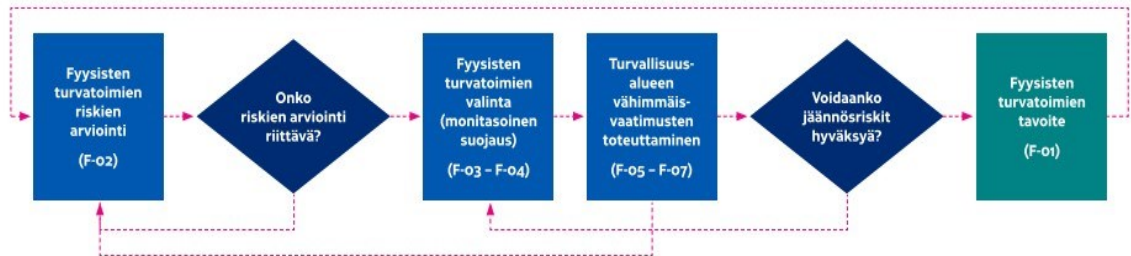 Fyysisten
turvatoimien
riskien
arviointi
(F-02)
Onko
riskien arviointi
riittävä?
Fyysisten
turvatoimien
valinta
(monitasoinen
suojaus)
(F-03 – F-04)
Turvallisuus-
alueen
vähimmäis-
vaatimusten
toteuttaminen
(F-05 – F-07)
Voidaanko
jäännösriskit
hyväksyä?
Fyysisten
turvatoimien
tavoite
(F-01)